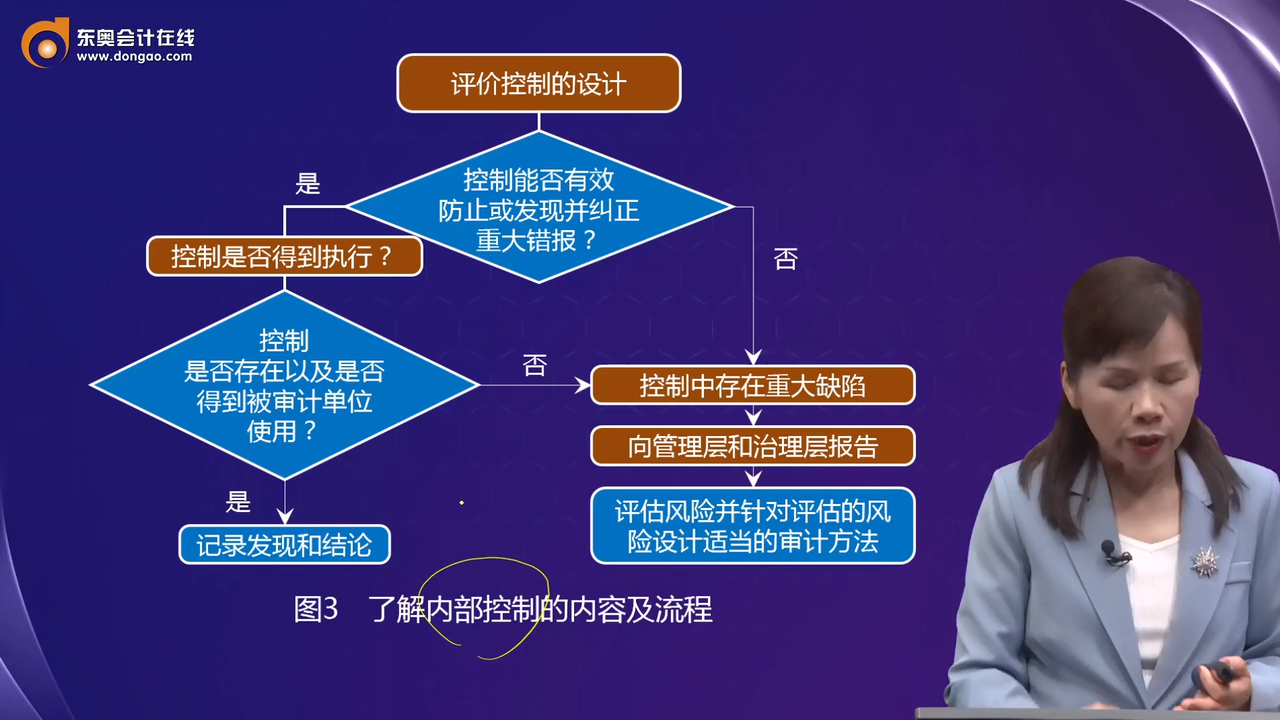 东奥会计在线
www.dongao.com
评价控制的设计
控制能否有效
防止或发现并纠正
重大错报？
是
否
控制是否得到执行？
控制
是否存在以及是否
得到被审计单位
使用？
否
控制中存在重大缺陷
向管理层和治理层报告
评估风险并针对评估的风
险设计适当的审计方法
是
记录发现和结论
图3 了解内部控制的内容及流程